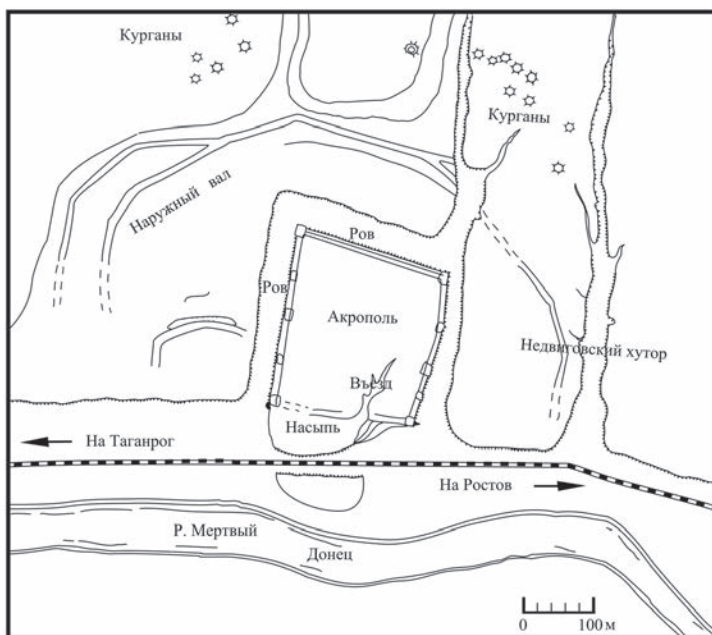 Курганы
Курганы
Наружный вал
Ров
Ров
Акрополь
Недвиговский хутор
Въезд
Насыпь
На Таганрог
На Ростов
Р. Мертвый
Донец
0 100 м